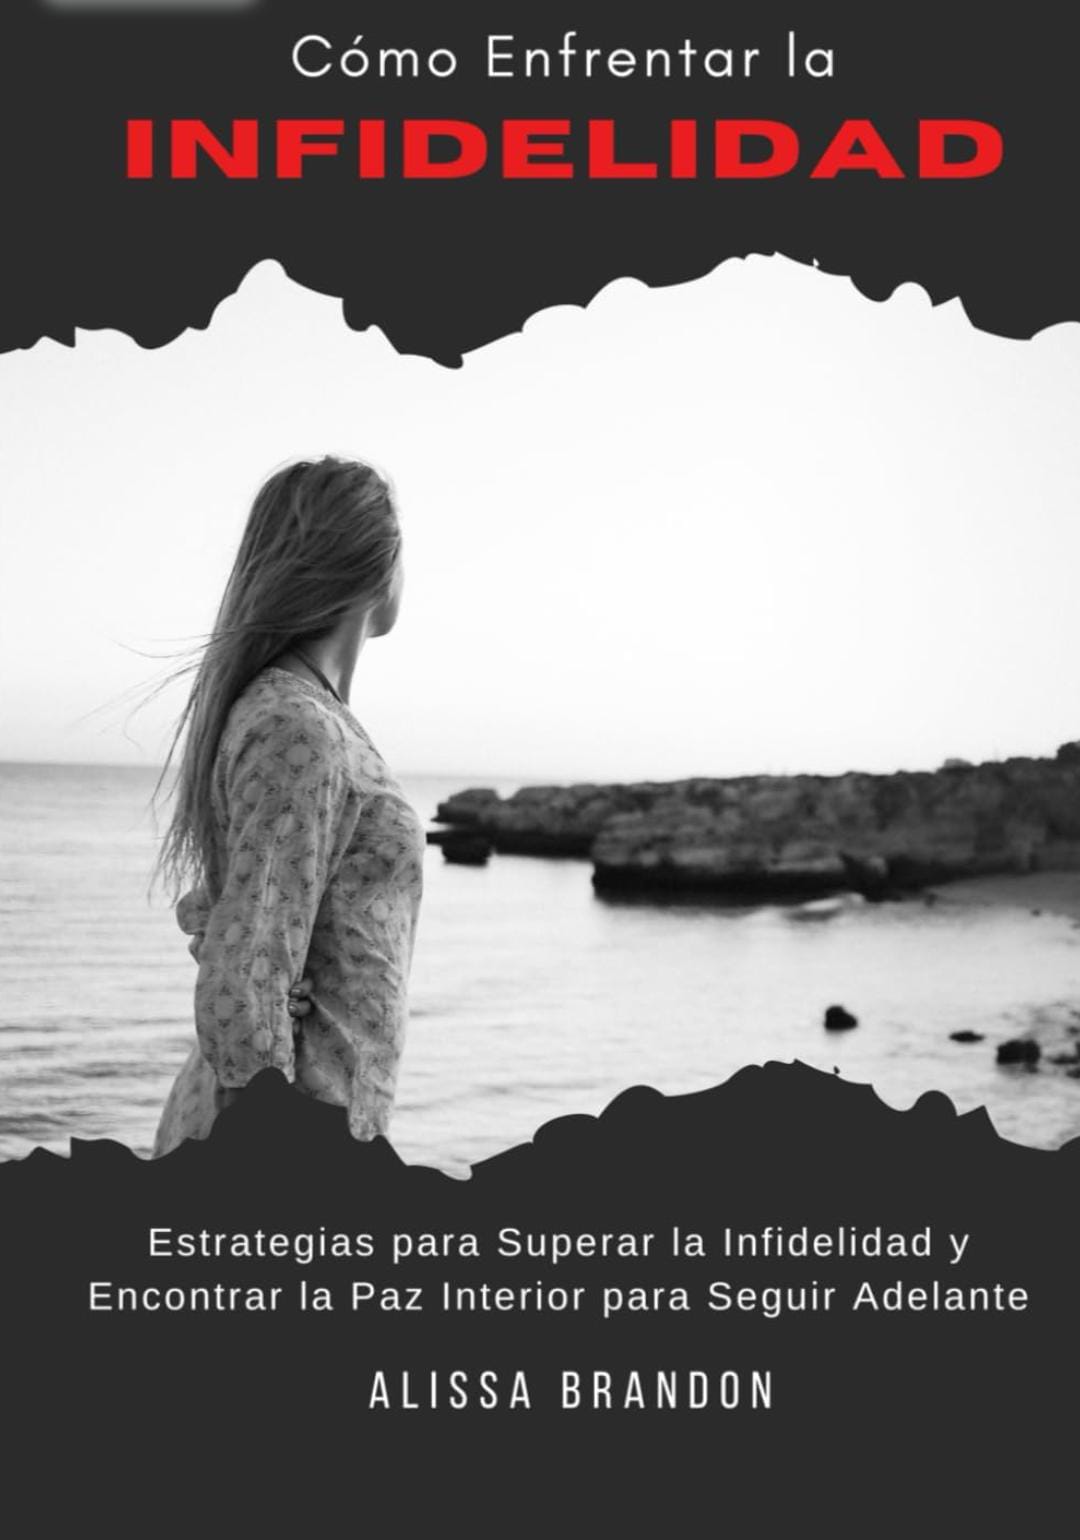 Cómo Enfrentar la
INFIDELIDAD
Estrategias para Superar la Infidelidad y
Encontrar la Paz Interior para Seguir Adelante
ALISSA BRANDON